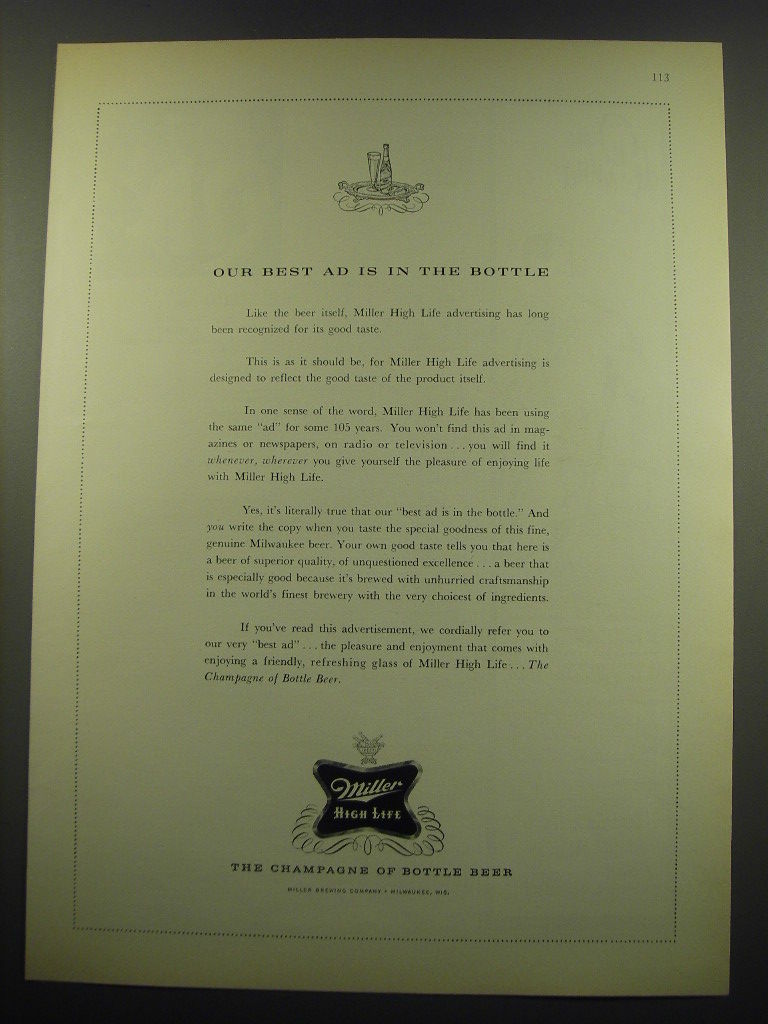 113
OUR BEST AD IS IN THE BOTTLE
Like the beer itself, Miller High Life advertising has long
been recognized for its good taste.
This is as it should be, for Miller High Life advertising is
designed to reflect the good taste of the product itself.
In one sense of the word, Miller High Life has been using
the same "ad" for some 105 years. You won't find this ad in mag-
azines or newspapers, on radio or television . . . you will find it
whenever, wherever you give yourself the pleasure of enjoying life
with Miller High Life.
Yes, it's literally true that our "best ad is in the bottle." And
you write the copy when you taste the special goodness of this fine,
genuine Milwaukee beer. Your own good taste tells you that here is
a beer of superior quality, of unquestioned excellence . . . a beer that
is especially good because it's brewed with unhurried craftsmanship
in the world's finest brewery with the very choicest of ingredients.
If you've read this advertisement, we cordially refer you to
our very "best ad" . . . the pleasure and enjoyment that comes with
enjoying a friendly, refreshing glass of Miller High Life . . . The
Champagne of Bottle Beer.
Miller
HIGH LIFE
THE CHAMPAGNE OF BOTTLE BEER
MILLER BREWING COMPANY • MILWAUKEE, WIS.